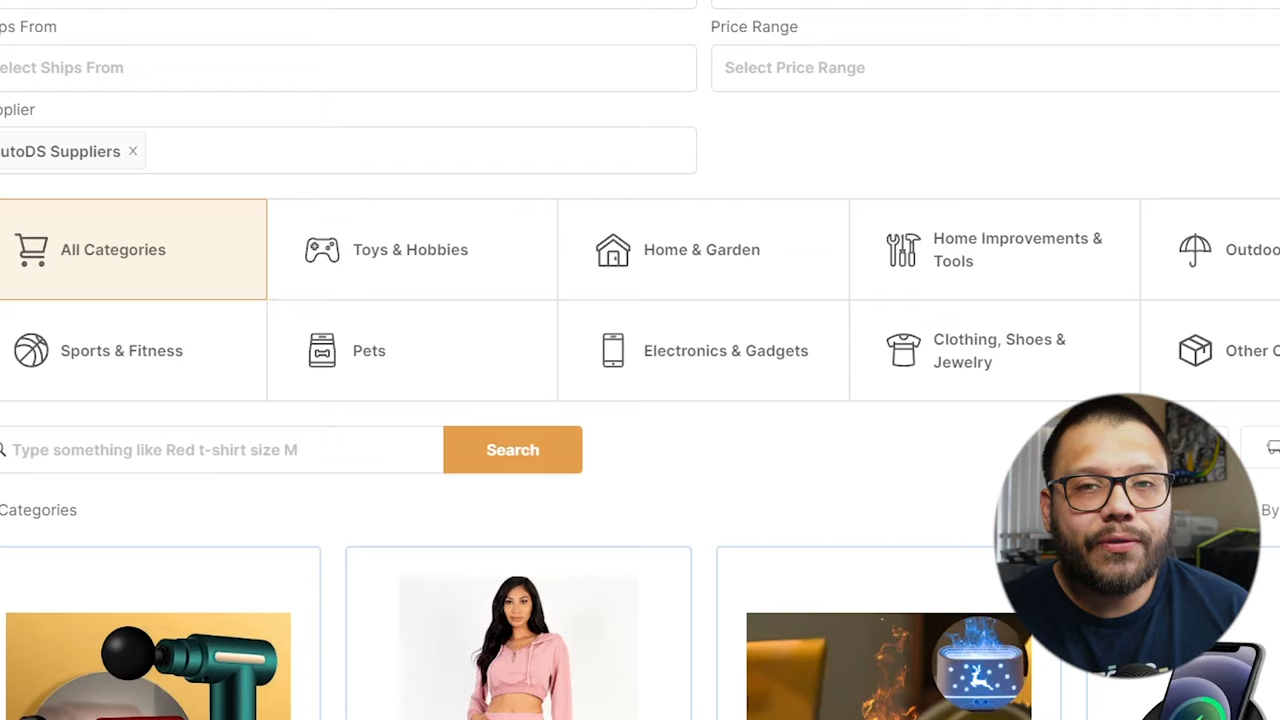 ps From
Price Range
elect Ships From
Select Price Range
pplier
utoDS Suppliers ×
All Categories
Toys & Hobbies
Home & Garden
Home Improvements &
Tools
Outdoo
Sports & Fitness
Pets
Electronics & Gadgets
Clothing, Shoes &
Jewelry
Other C
Type something like Red t-shirt size M
Search
Categories
By